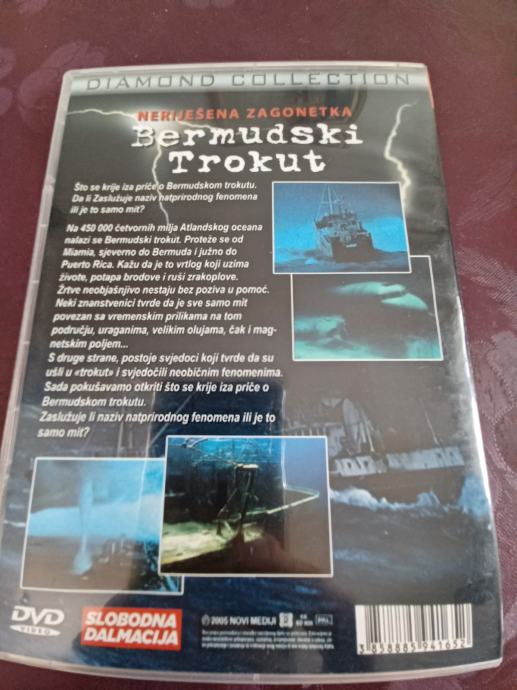 DIAMOND COLLECTION
NERIJEŠENA ZAGONETKA
Bermudski
Trokut
Što se krije iza priče o Bermudskom trokutu.
Da li Zaslužuje naziv natprirodnog fenomena
ili je to samo mit?
Na 450 000 četvornih milja Atlandskog oceana
nalazi se Bermudski trokut. Proteže se od
Miamia, sjeverno do Bermuda i južno do
Puerto Rica. Kažu da je to vrtlog koji uzima
živote, potapa brodove i ruši zrakoplove.
Žrtve neobjašnjivo nestaju bez poziva u pomoć.
Neki znanstvenici tvrde da je sve samo mit
povezan sa vremenskim prilikama na tom
području, uraganima, velikim olujama, čak i mag-
netskim poljem...
S druge strane, postoje svjedoci koji tvrde da su
ušli u «trokut» i svjedočili neobičnim fenomenima.
Sada pokušavamo otkriti što se krije iza priče o
Bermudskom trokutu.
Zaslužuje li naziv natprirodnog fenomena ili je to
samo mit?
DVD
VIDEO
SLOBODNA
DALMACIJA
© 2005 NOVI MEDIJI
PAL
3 858885 941652